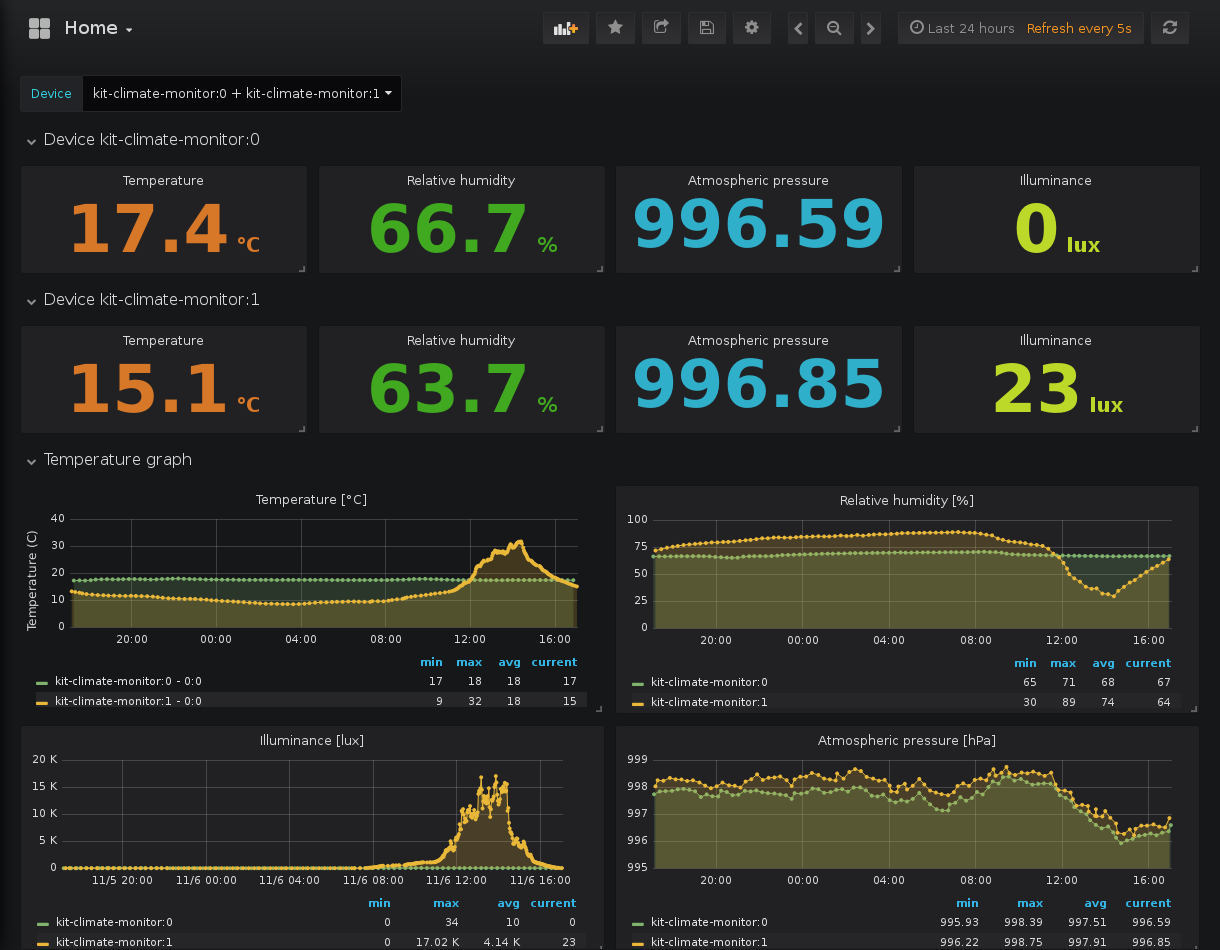 Home
Last 24 hours Refresh every 5s
Device kit-climate-monitor:0 + kit-climate-monitor:1
Device kit-climate-monitor:0
Temperature Relative humidity Atmospheric pressure Illuminance
17.4 °C 66.7 % 996.59 0 lux
Device kit-climate-monitor:1
Temperature Relative humidity Atmospheric pressure Illuminance
15.1 °C 63.7 % 996.85 23 lux
Temperature graph
Temperature [°C]
Temperature (C)
40
30
20
10
0
20:00 00:00 04:00 08:00 12:00 16:00
min max avg current
kit-climate-monitor:0 - 0:0 17 18 18 17
kit-climate-monitor:1 - 0:0 9 32 18 15
Relative humidity [%]
100
75
50
25
0
20:00 00:00 04:00 08:00 12:00 16:00
min max avg current
kit-climate-monitor:0 65 71 68 67
kit-climate-monitor:1 30 89 74 64
Illuminance [lux]
20 K
15 K
10 K
5 K
0
11/5 20:00 11/6 00:00 11/6 04:00 11/6 08:00 11/6 12:00 11/6 16:00
min max avg current
kit-climate-monitor:0 0 34 10 0
kit-climate-monitor:1 0 17.02 K 4.14 K 23
Atmospheric pressure [hPa]
999
998
997
996
995
20:00 00:00 04:00 08:00 12:00 16:00
min max avg current
kit-climate-monitor:0 995.93 998.39 997.51 996.59
kit-climate-monitor:1 996.22 998.75 997.91 996.85